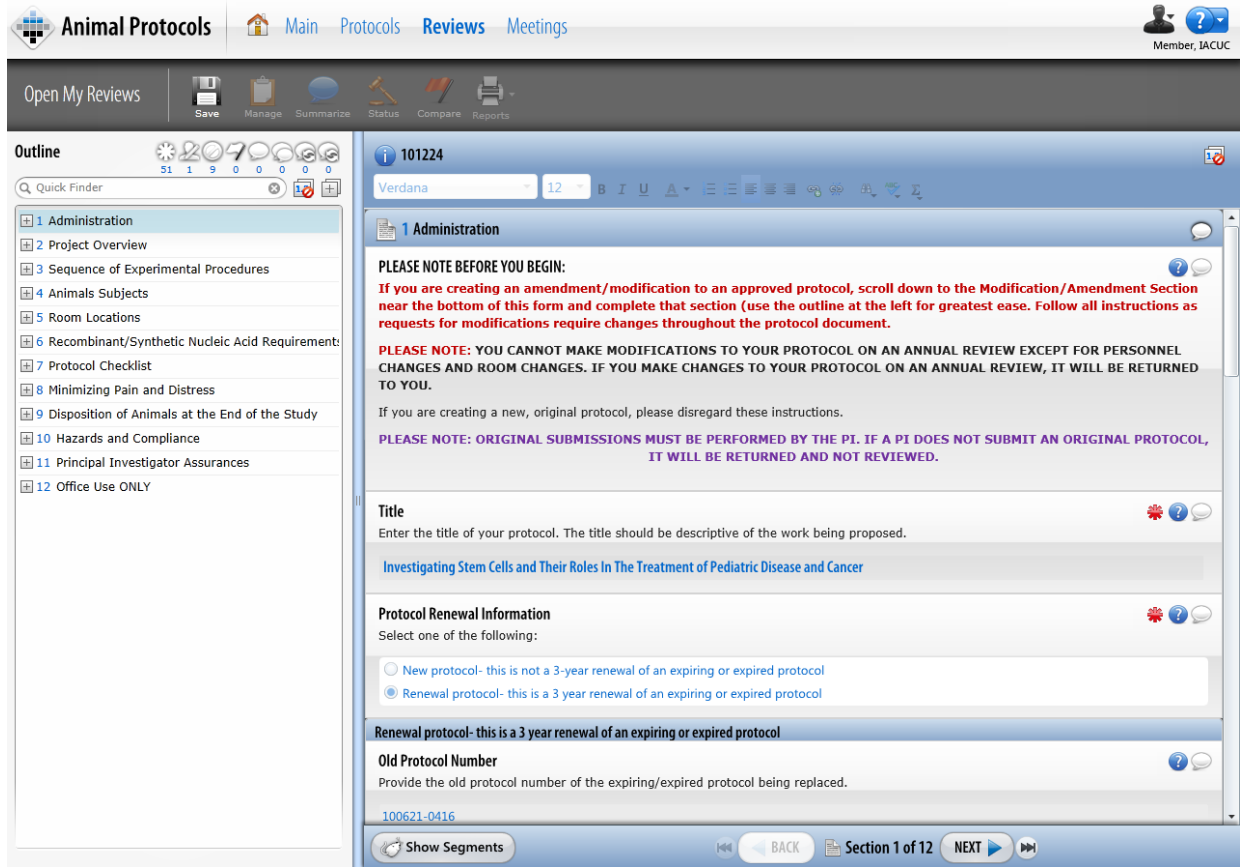 Animal Protocols
Main Protocols Reviews Meetings
Member, IACUC
Open My Reviews
Save Manage Summarize Status Compare Reports
Outline
51 1 9 0 0 0 0 0
Quick Finder
1 Administration
2 Project Overview
3 Sequence of Experimental Procedures
4 Animals Subjects
5 Room Locations
6 Recombinant/Synthetic Nucleic Acid Requirements
7 Protocol Checklist
8 Minimizing Pain and Distress
9 Disposition of Animals at the End of the Study
10 Hazards and Compliance
11 Principal Investigator Assurances
12 Office Use ONLY
101224
Verdana 12 B I U A
1 Administration
PLEASE NOTE BEFORE YOU BEGIN:
If you are creating an amendment/modification to an approved protocol, scroll down to the Modification/Amendment Section
near the bottom of this form and complete that section (use the outline at the left for greatest ease. Follow all instructions as
requests for modifications require changes throughout the protocol document.
PLEASE NOTE: YOU CANNOT MAKE MODIFICATIONS TO YOUR PROTOCOL ON AN ANNUAL REVIEW EXCEPT FOR PERSONNEL
CHANGES AND ROOM CHANGES. IF YOU MAKE CHANGES TO YOUR PROTOCOL ON AN ANNUAL REVIEW, IT WILL BE RETURNED
TO YOU.
If you are creating a new, original protocol, please disregard these instructions.
PLEASE NOTE: ORIGINAL SUBMISSIONS MUST BE PERFORMED BY THE PI. IF A PI DOES NOT SUBMIT AN ORIGINAL PROTOCOL,
IT WILL BE RETURNED AND NOT REVIEWED.
Title
Enter the title of your protocol. The title should be descriptive of the work being proposed.
Investigating Stem Cells and Their Roles In The Treatment of Pediatric Disease and Cancer
Protocol Renewal Information
Select one of the following:
New protocol- this is not a 3-year renewal of an expiring or expired protocol
Renewal protocol- this is a 3 year renewal of an expiring or expired protocol
Renewal protocol- this is a 3 year renewal of an expiring or expired protocol
Old Protocol Number
Provide the old protocol number of the expiring/expired protocol being replaced.
100621-0416
Show Segments
BACK Section 1 of 12 NEXT